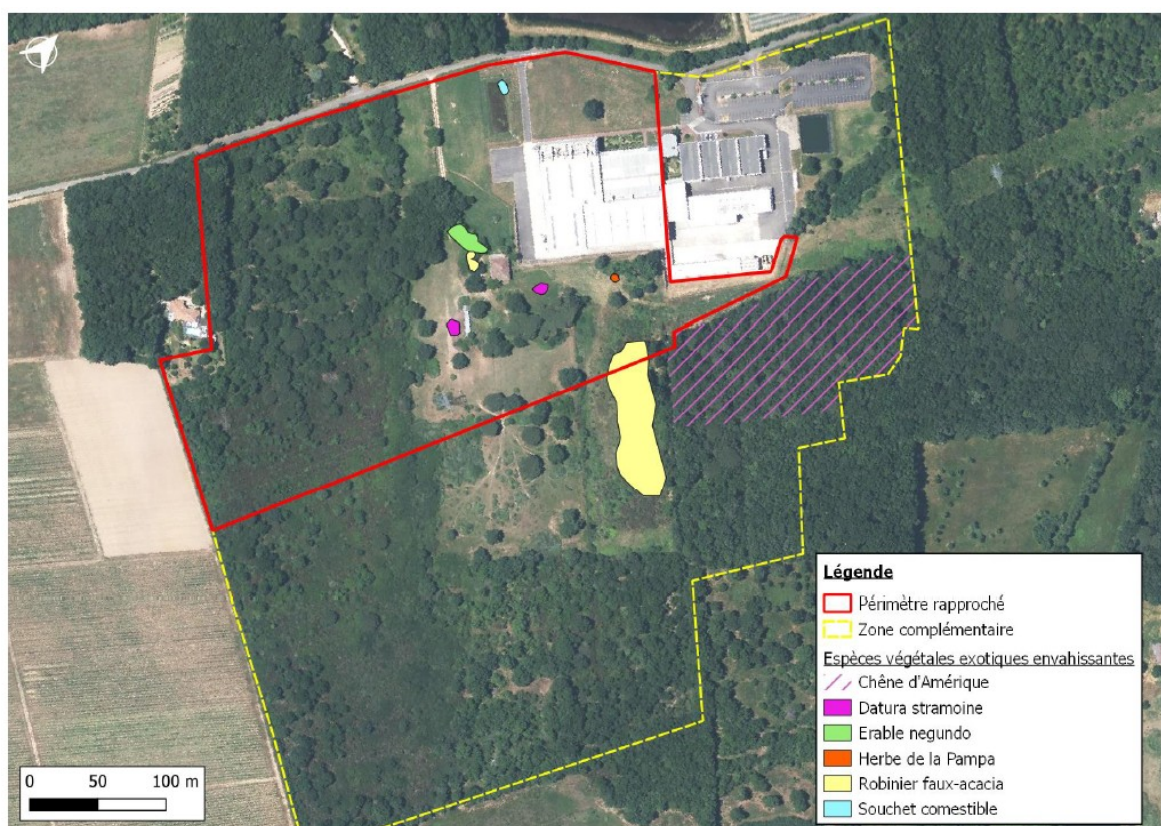 Légende
Périmètre rapproché
Zone complémentaire
Espèces végétales exotiques envahissantes
Chêne d'Amérique
Datura stramoine
Erable negundo
Herbe de la Pampa
Robinier faux-acacia
Souchet comestible
0 50 100 m